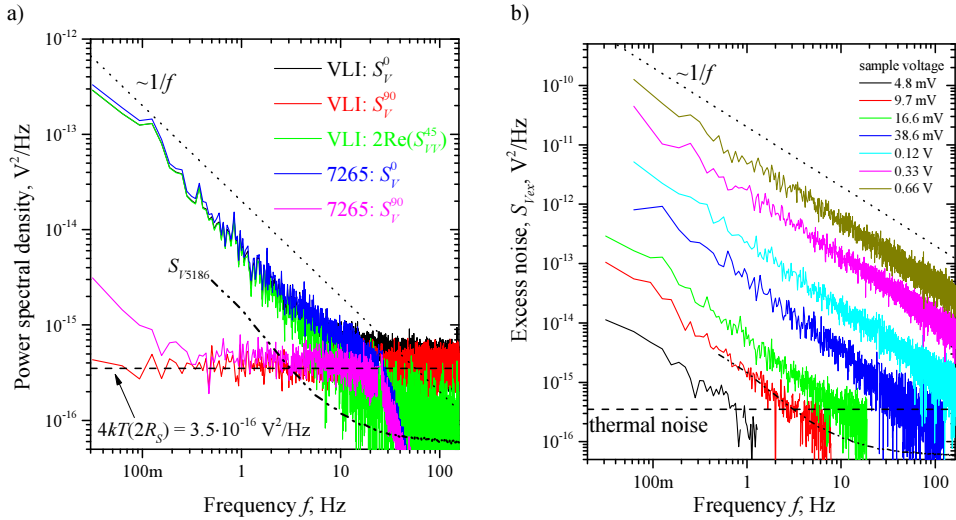 a)
10^-12
10^-13
10^-14
10^-15
10^-16
Power spectral density, V²/Hz
~1/f
VLI: S_V^0
VLI: S_V^90
VLI: 2Re(S_VV'^45)
7265: S_V^0
7265: S_V^90
S_V5186
4kT(2R_S) = 3.5·10^-16 V²/Hz
100m 1 10 100
Frequency f, Hz
b)
10^-10
10^-11
10^-12
10^-13
10^-14
10^-15
10^-16
Excess noise, S_Vex, V²/Hz
~1/f
sample voltage
4.8 mV
9.7 mV
16.6 mV
38.6 mV
0.12 V
0.33 V
0.66 V
thermal noise
100m 1 10 100
Frequency f, Hz